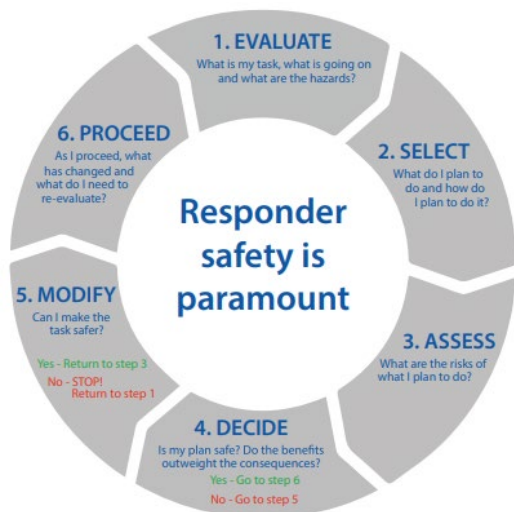 1. EVALUATE
What is my task, what is going on
and what are the hazards?
2. SELECT
What do I plan to
do and how do
I plan to do it?
3. ASSESS
What are the risks of
what I plan to do?
4. DECIDE
Is my plan safe? Do the benefits
outweight the consequences?
Yes - Go to step 6
No - Go to step 5
5. MODIFY
Can I make the
task safer?
Yes - Return to step 3
No - STOP!
Return to step 1
6. PROCEED
As I proceed, what
has changed and
what do I need to
re-evaluate?
Responder
safety is
paramount